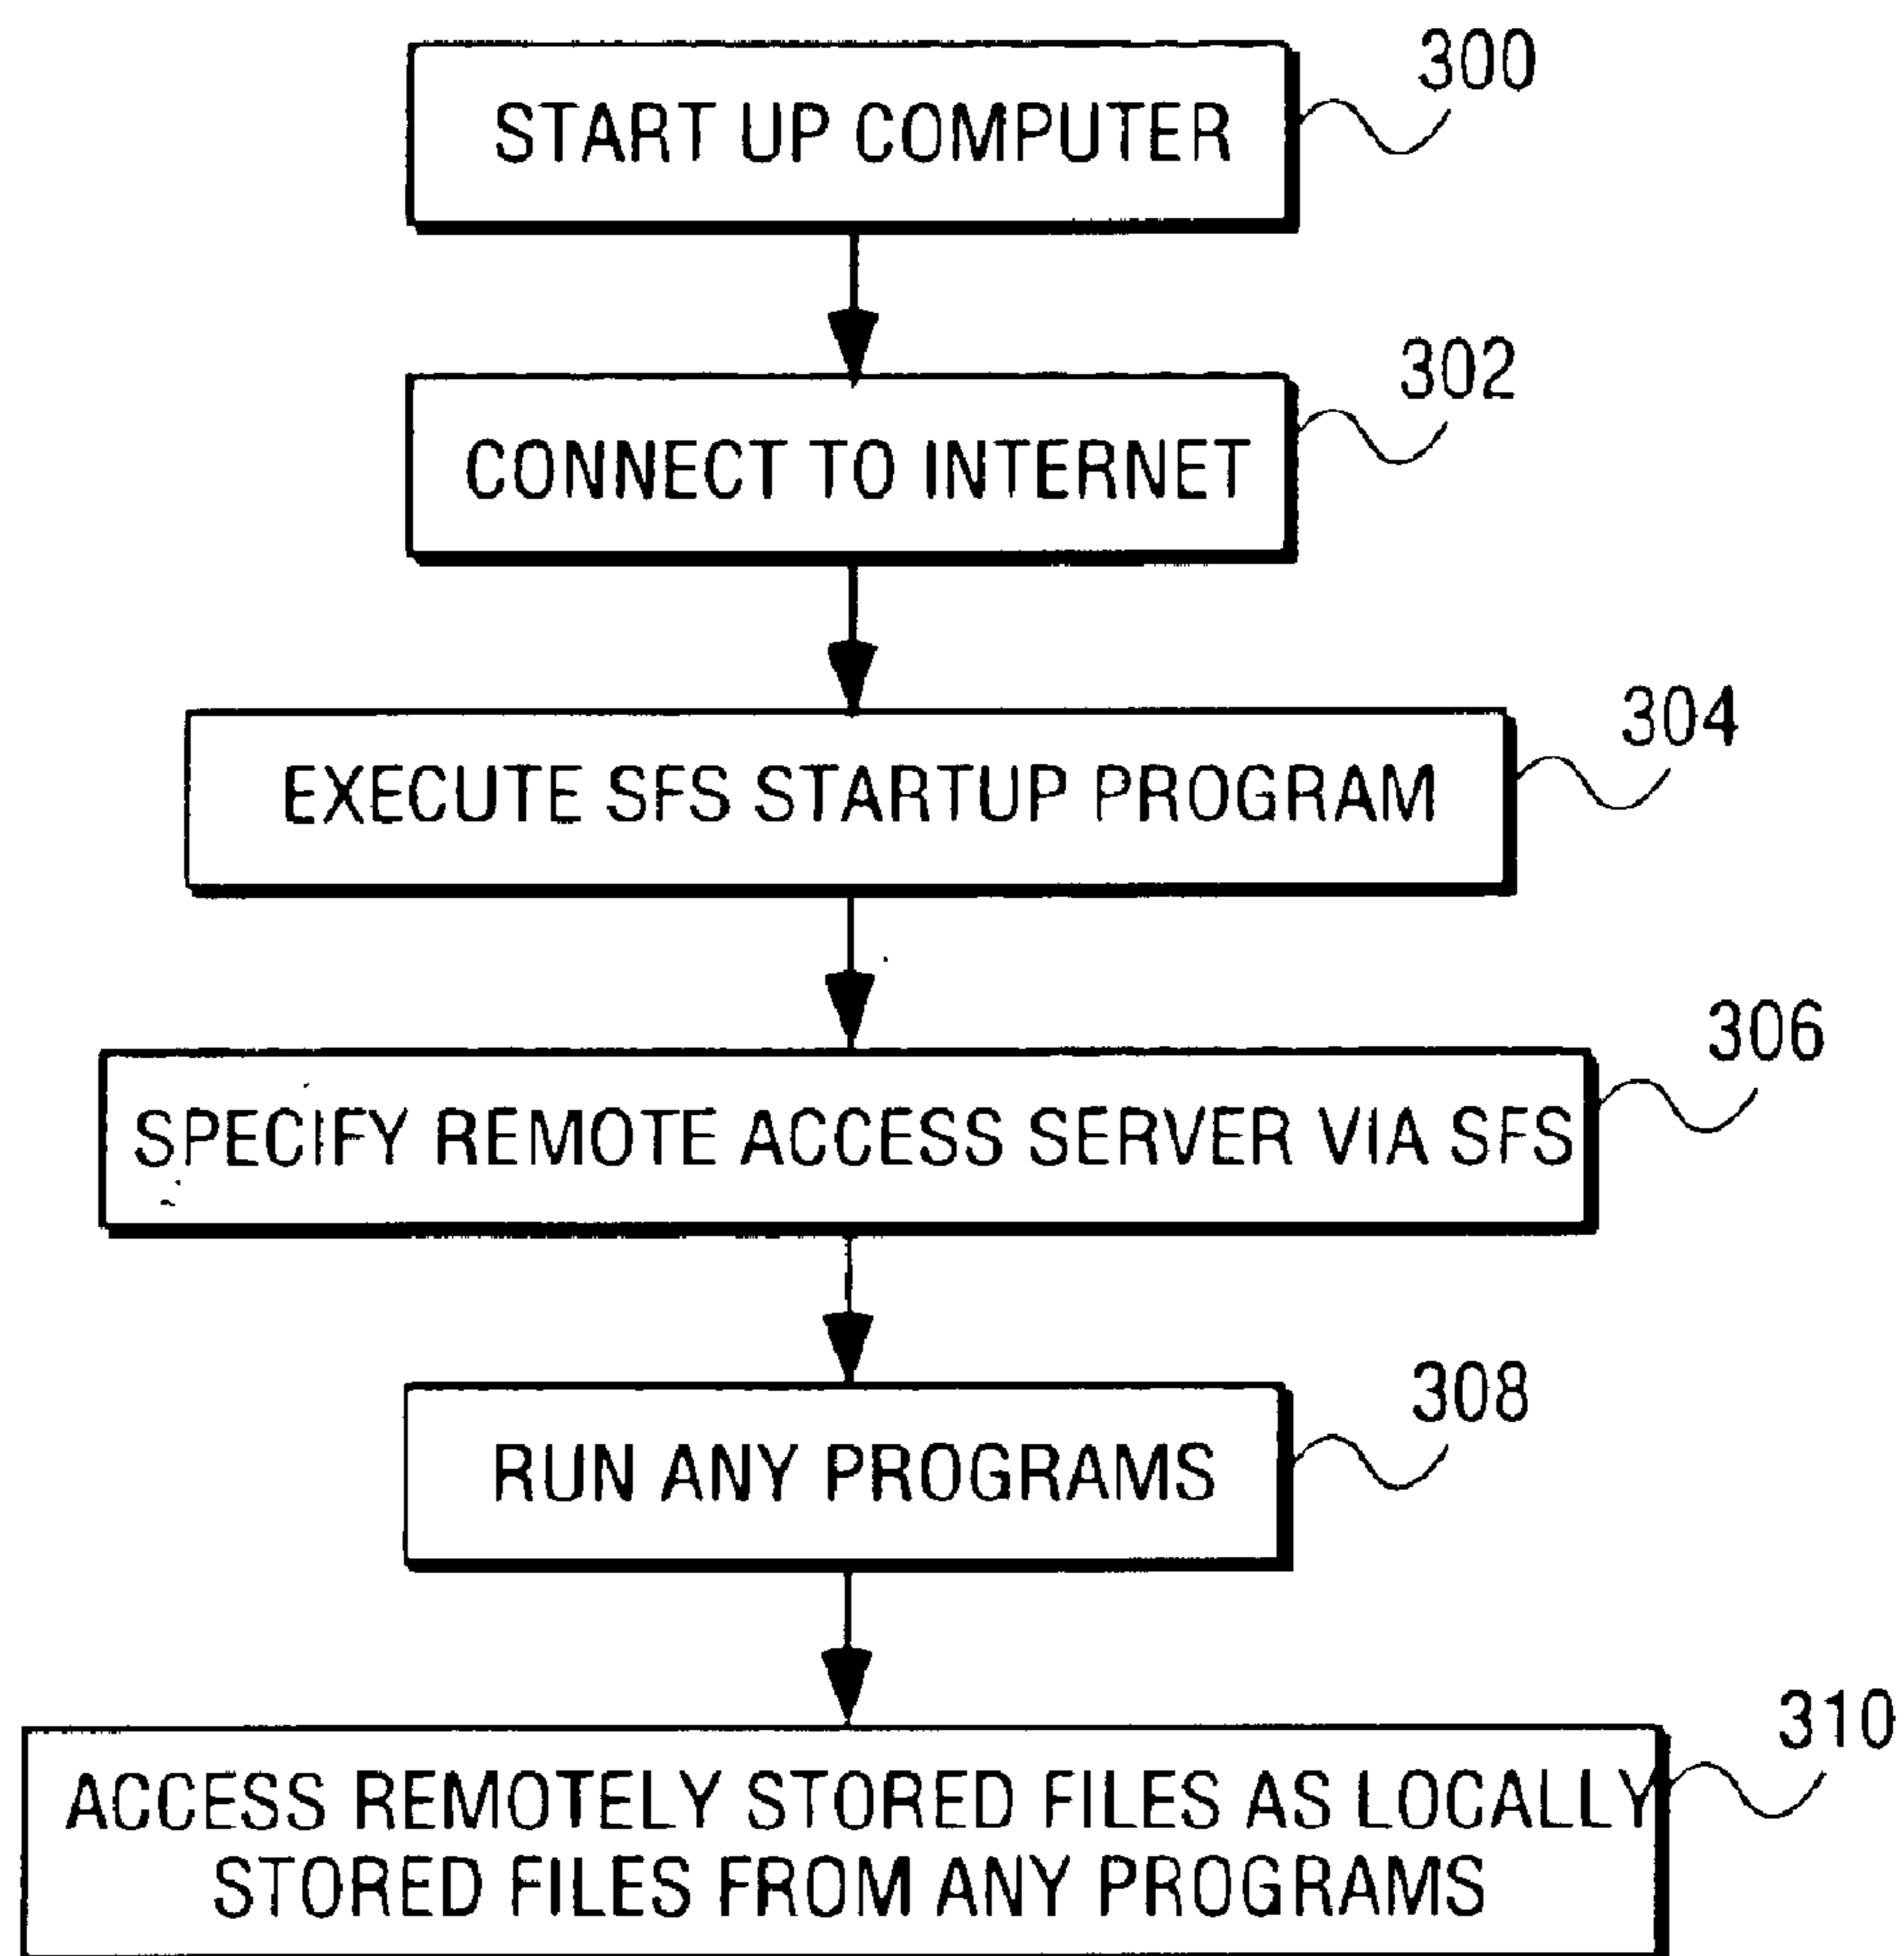 300
START UP COMPUTER
302
CONNECT TO INTERNET
304
EXECUTE SFS STARTUP PROGRAM
306
SPECIFY REMOTE ACCESS SERVER VIA SFS
308
RUN ANY PROGRAMS
310
ACCESS REMOTELY STORED FILES AS LOCALLY
STORED FILES FROM ANY PROGRAMS